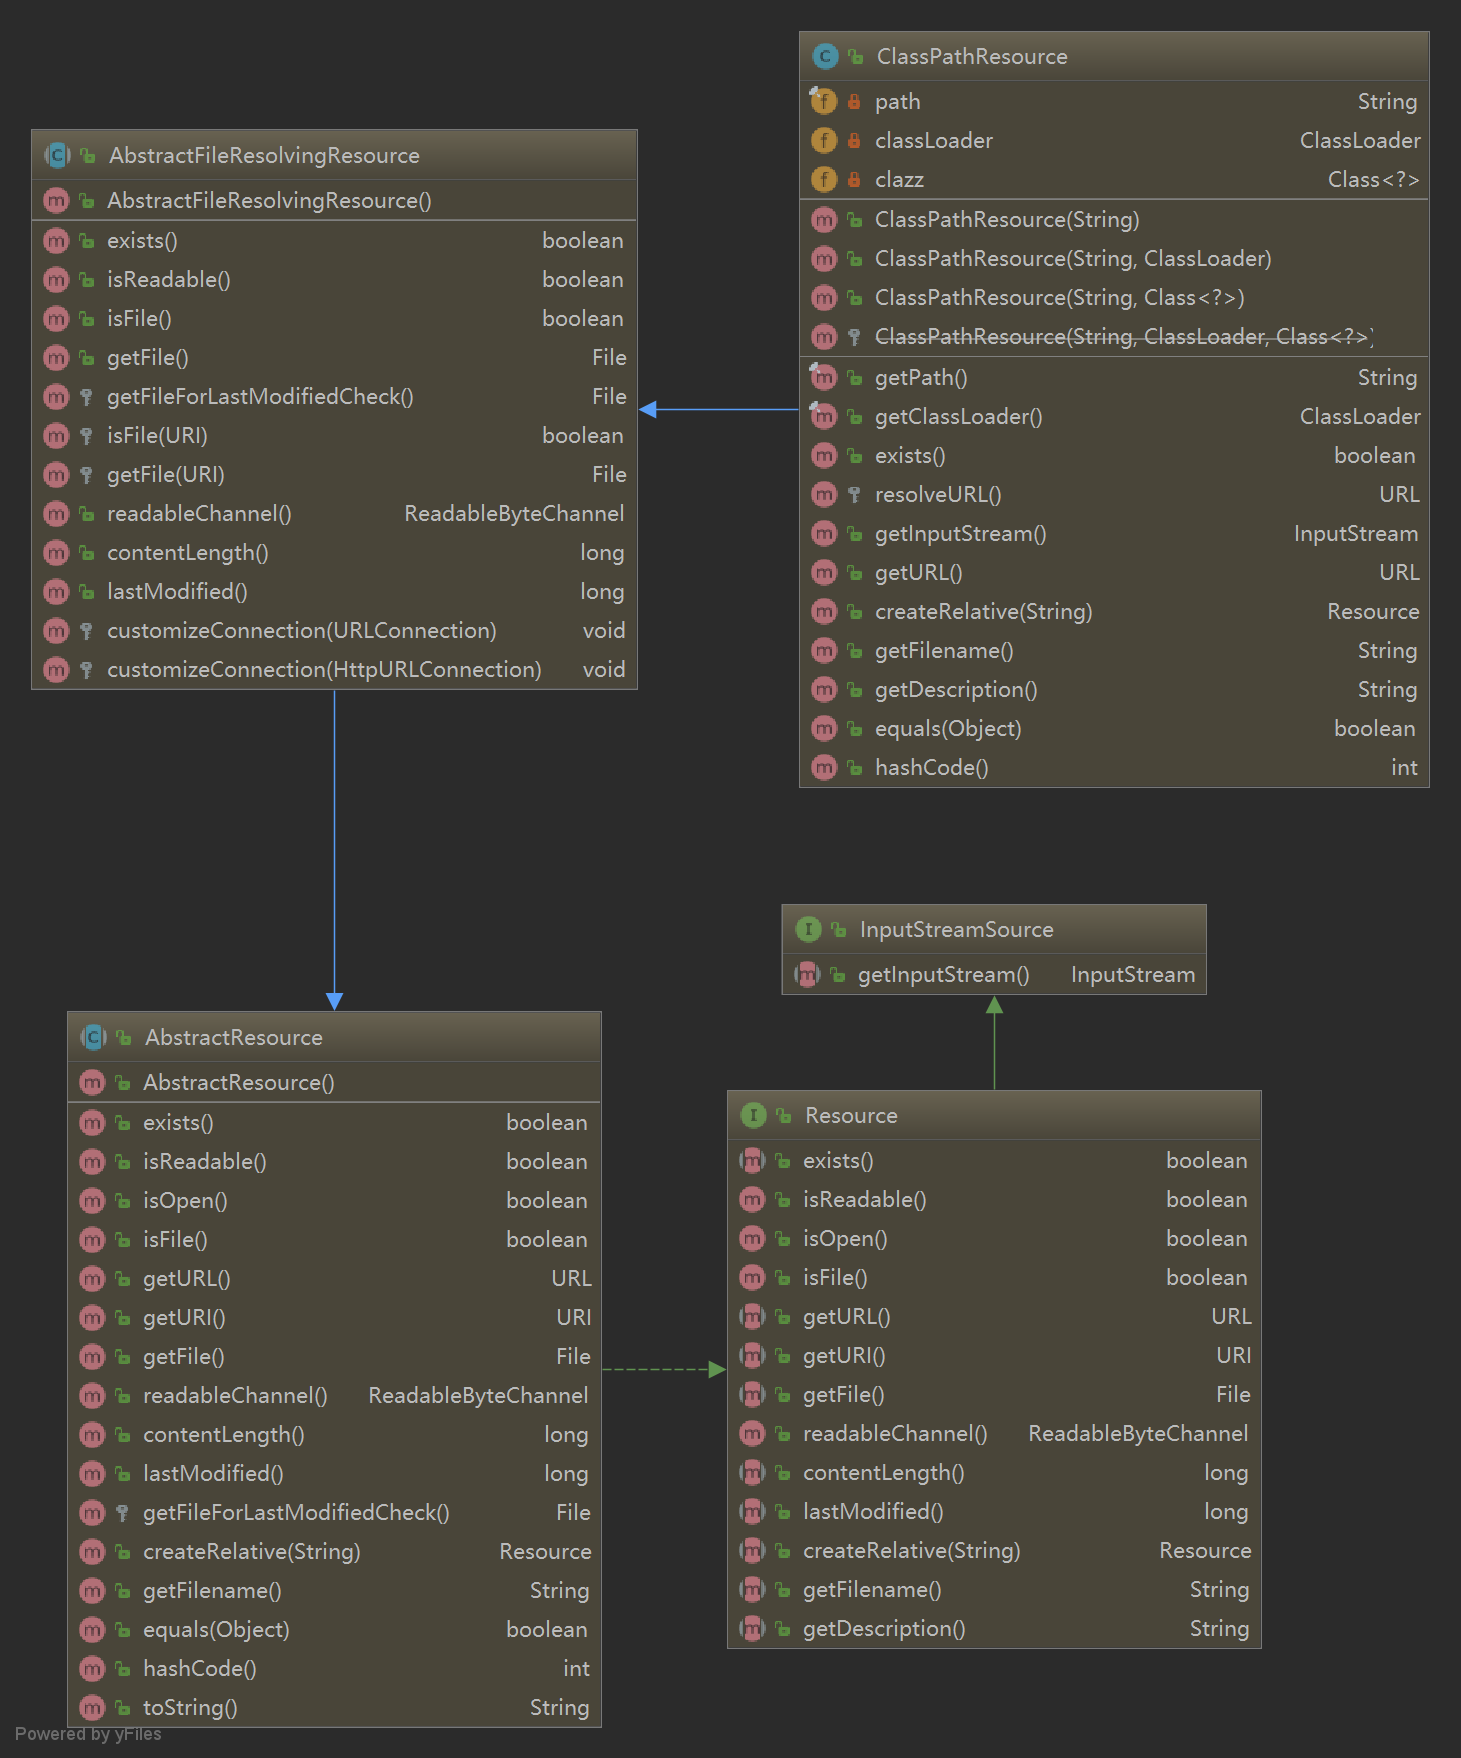 AbstractFileResolvingResource
AbstractFileResolvingResource()
exists() boolean
isReadable() boolean
isFile() boolean
getFile() File
getFileForLastModifiedCheck() File
isFile(URI) boolean
getFile(URI) File
readableChannel() ReadableByteChannel
contentLength() long
lastModified() long
customizeConnection(URLConnection) void
customizeConnection(HttpURLConnection) void
ClassPathResource
path String
classLoader ClassLoader
clazz Class<?>
ClassPathResource(String)
ClassPathResource(String, ClassLoader)
ClassPathResource(String, Class<?>)
ClassPathResource(String, ClassLoader, Class<?>)
getPath() String
getClassLoader() ClassLoader
exists() boolean
resolveURL() URL
getInputStream() InputStream
getURL() URL
createRelative(String) Resource
getFilename() String
getDescription() String
equals(Object) boolean
hashCode() int
InputStreamSource
getInputStream() InputStream
AbstractResource
AbstractResource()
exists() boolean
isReadable() boolean
isOpen() boolean
isFile() boolean
getURL() URL
getURI() URI
getFile() File
readableChannel() ReadableByteChannel
contentLength() long
lastModified() long
getFileForLastModifiedCheck() File
createRelative(String) Resource
getFilename() String
equals(Object) boolean
hashCode() int
toString() String
Resource
exists() boolean
isReadable() boolean
isOpen() boolean
isFile() boolean
getURL() URL
getURI() URI
getFile() File
readableChannel() ReadableByteChannel
contentLength() long
lastModified() long
createRelative(String) Resource
getFilename() String
getDescription() String
Powered by yFiles